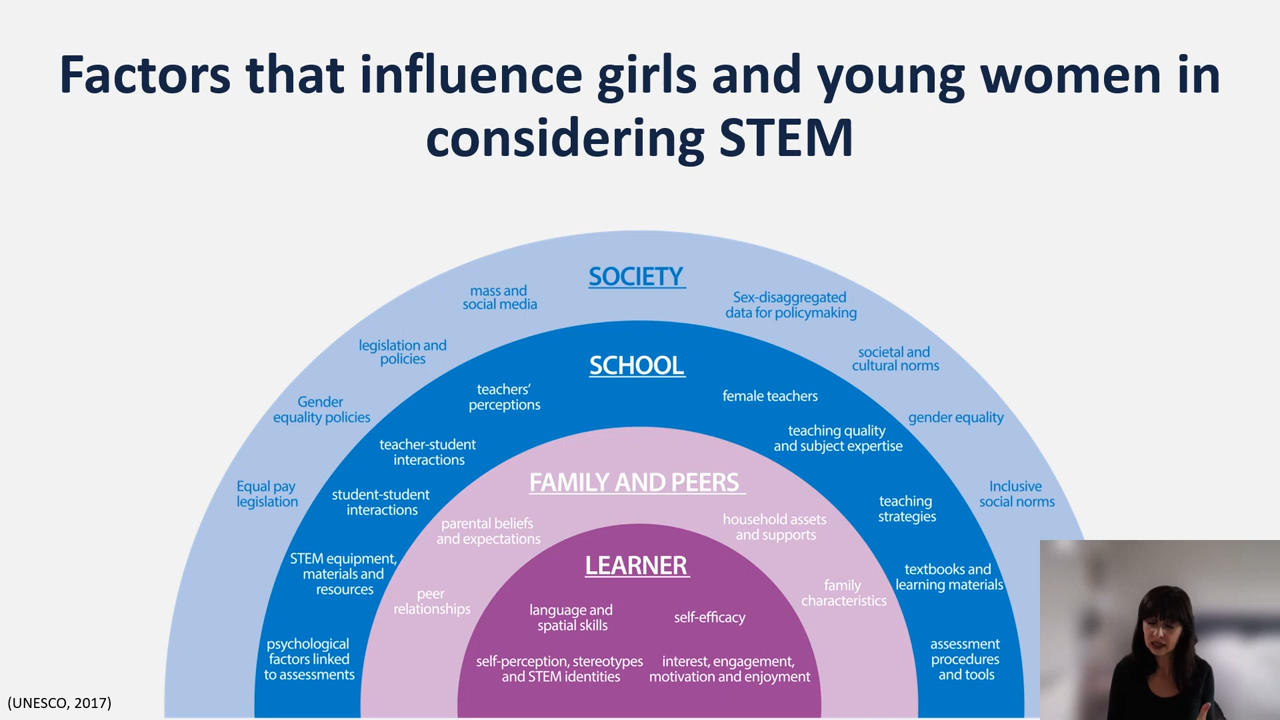 Factors that influence girls and young women in
considering STEM
SOCIETY
mass and
social media
Sex-disaggregated
data for policymaking
legislation and
policies
societal and
cultural norms
Gender
equality policies
gender equality
Equal pay
legislation
Inclusive
social norms
SCHOOL
teachers’
perceptions
female teachers
teacher-student
interactions
teaching quality
and subject expertise
student-student
interactions
teaching
strategies
STEM equipment,
materials and
resources
textbooks and
learning materials
psychological
factors linked
to assessments
assessment
procedures
and tools
FAMILY AND PEERS
parental beliefs
and expectations
household assets
and supports
peer
relationships
family
characteristics
LEARNER
language and
spatial skills
self-efficacy
self-perception, stereotypes
and STEM identities
interest, engagement,
motivation and enjoyment
(UNESCO, 2017)